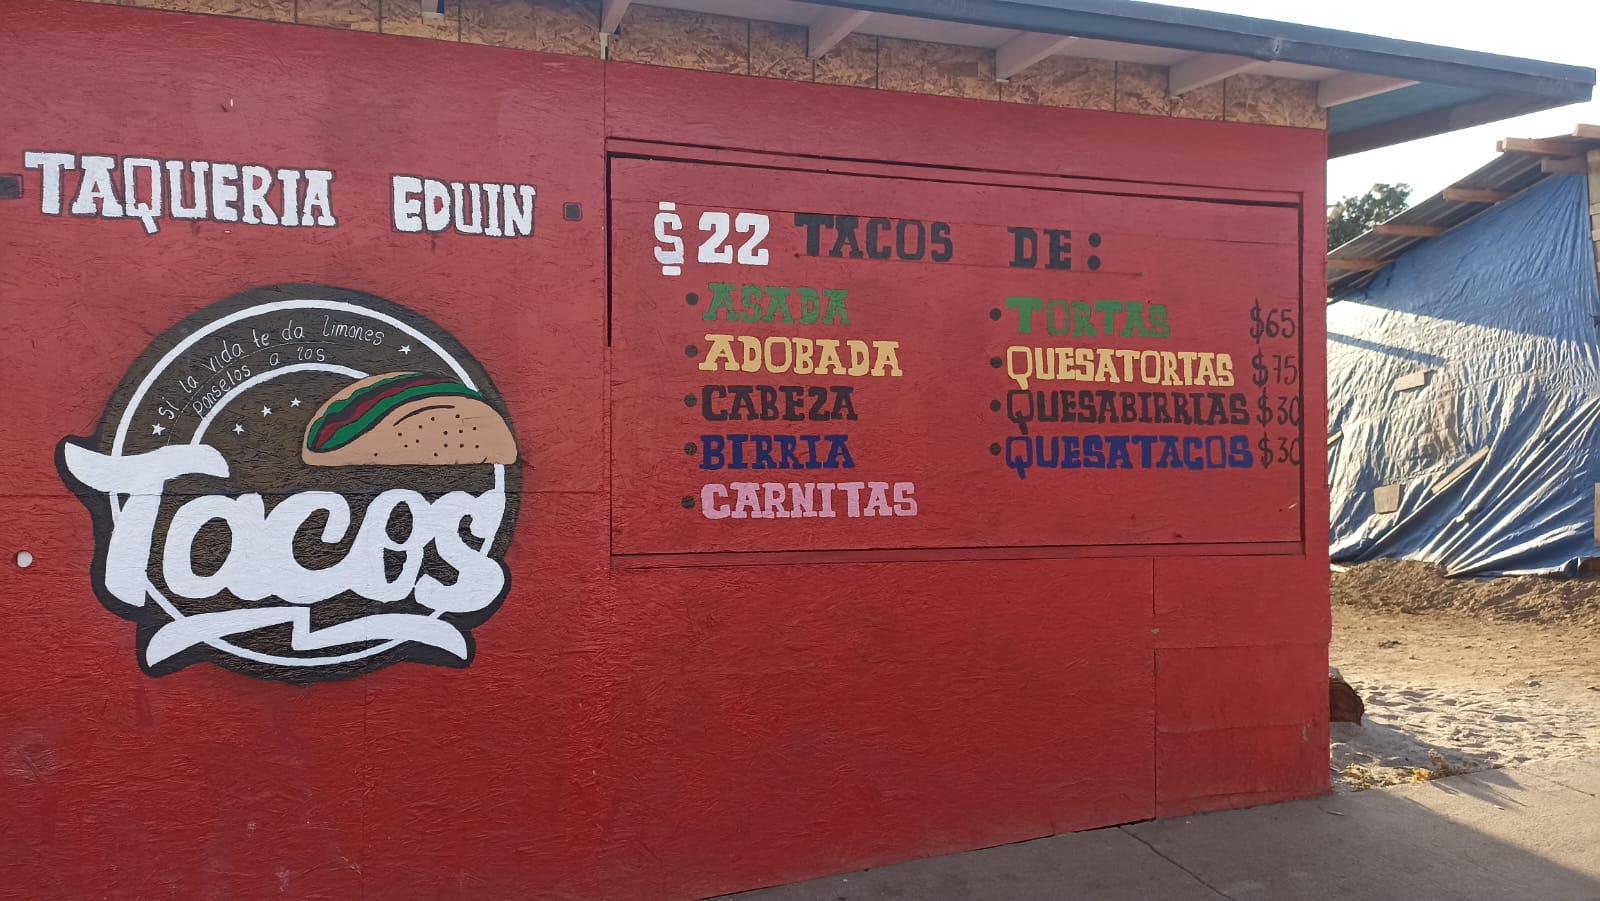 TAQUERIA EDUIN
si la vida te da limones
ponselos a los
Tacos
$22 TACOS DE:
• ASADA
• ADOBADA
• CABEZA
• BIRRIA
• CARNITAS
• TORTAS $65
• QUESATORTAS $75
• QUESABIRRIAS $30
• QUESATACOS $30